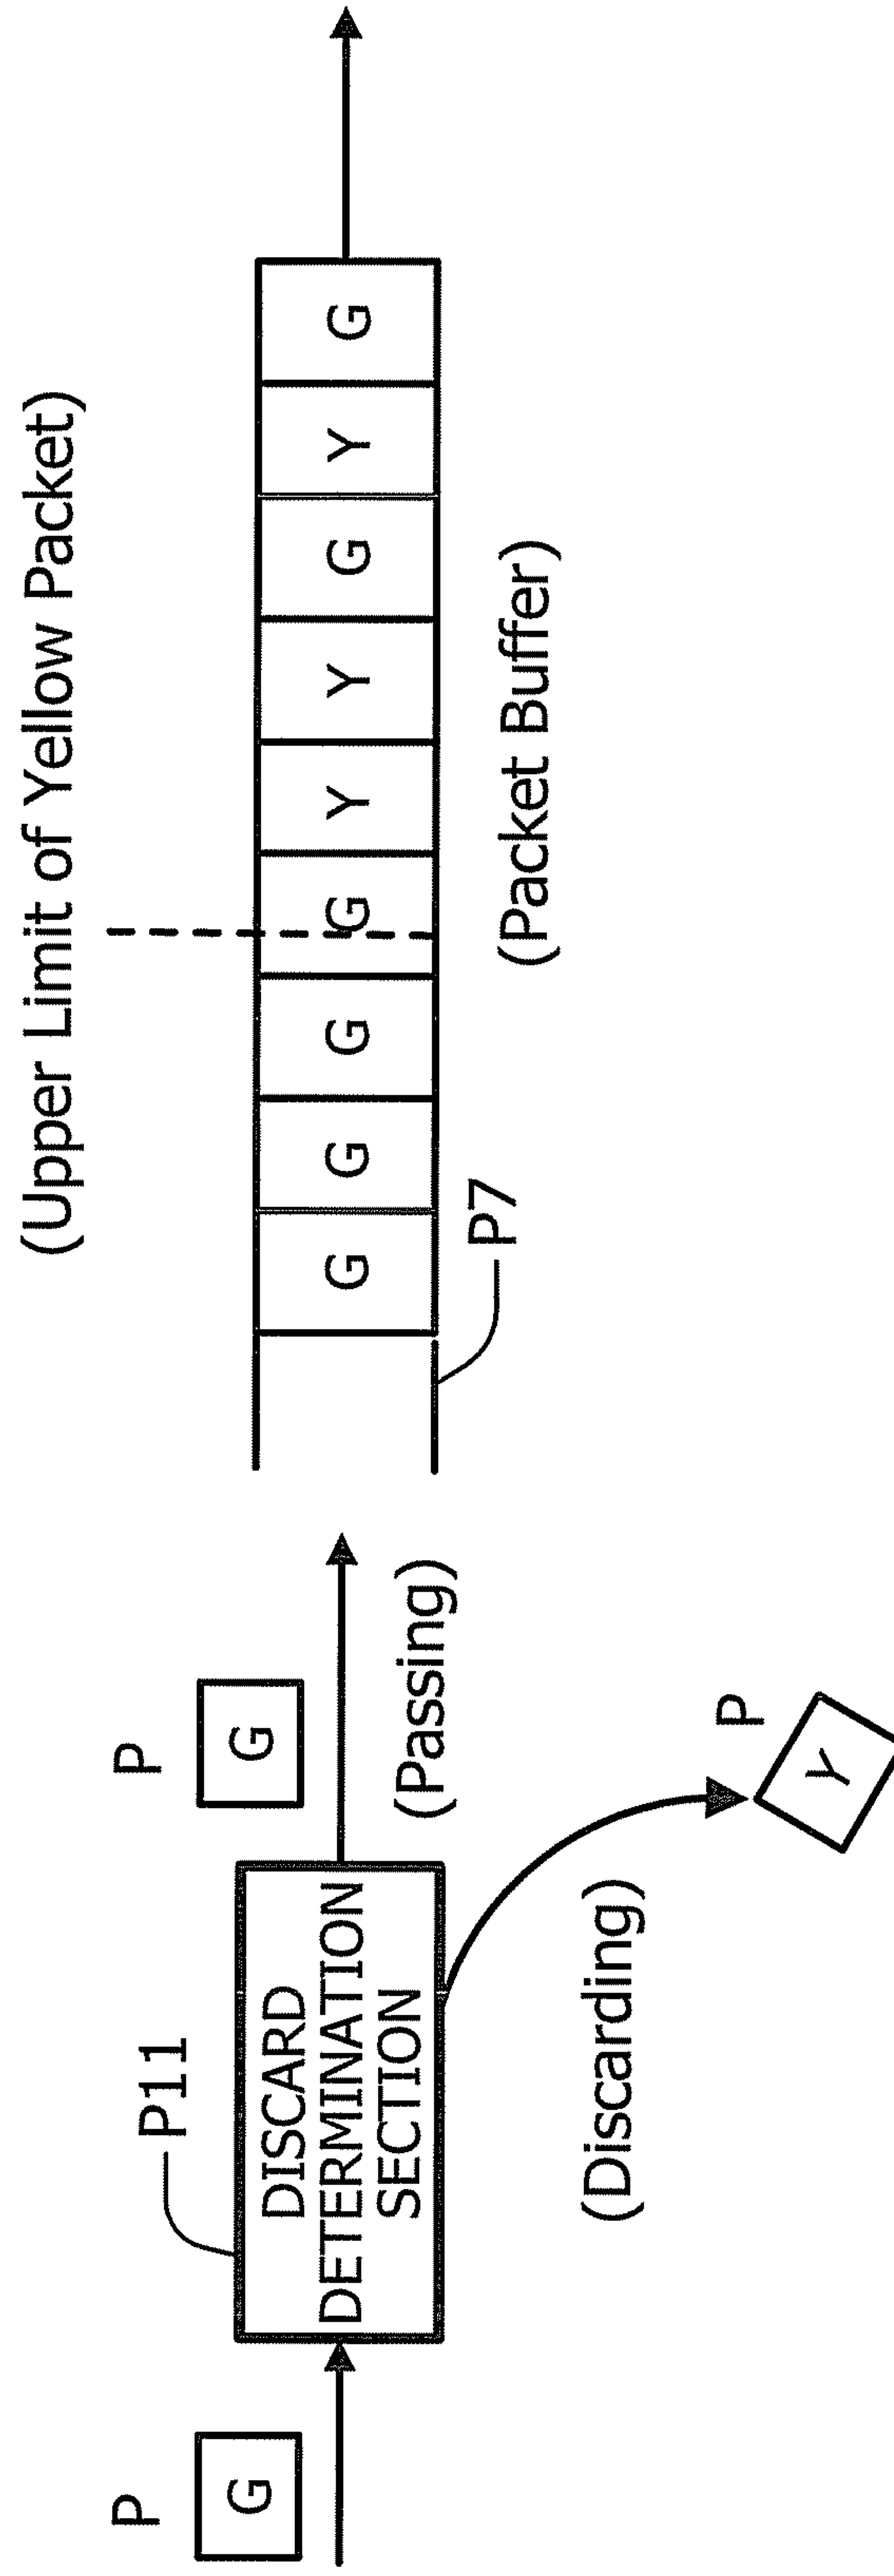 (Upper Limit of Yellow Packet)
P
G
P11
DISCARD
DETERMINATION
SECTION
P
G
(Passing)
G G G G Y Y G Y G
P7
(Packet Buffer)
(Discarding)
P
Y